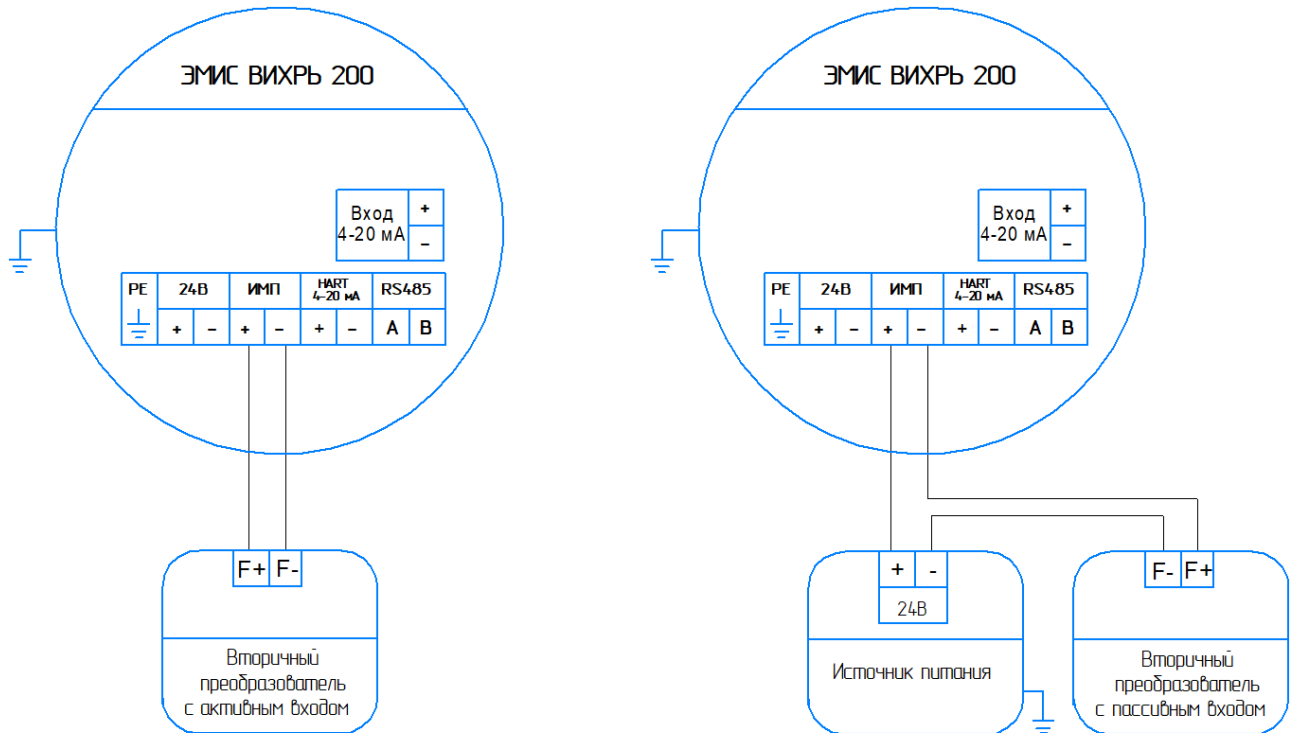 ЭМИС ВИХРЬ 200
Вход
4-20 мА
+
-
PE 24В ИМП HART
4-20 мА RS485
+ - + - + - A B
F+ F-
Вторичный
преобразователь
с активным входом
ЭМИС ВИХРЬ 200
Вход
4-20 мА
+
-
PE 24В ИМП HART
4-20 мА RS485
+ - + - + - A B
+ -
24В
Источник питания
F- F+
Вторичный
преобразователь
с пассивным входом